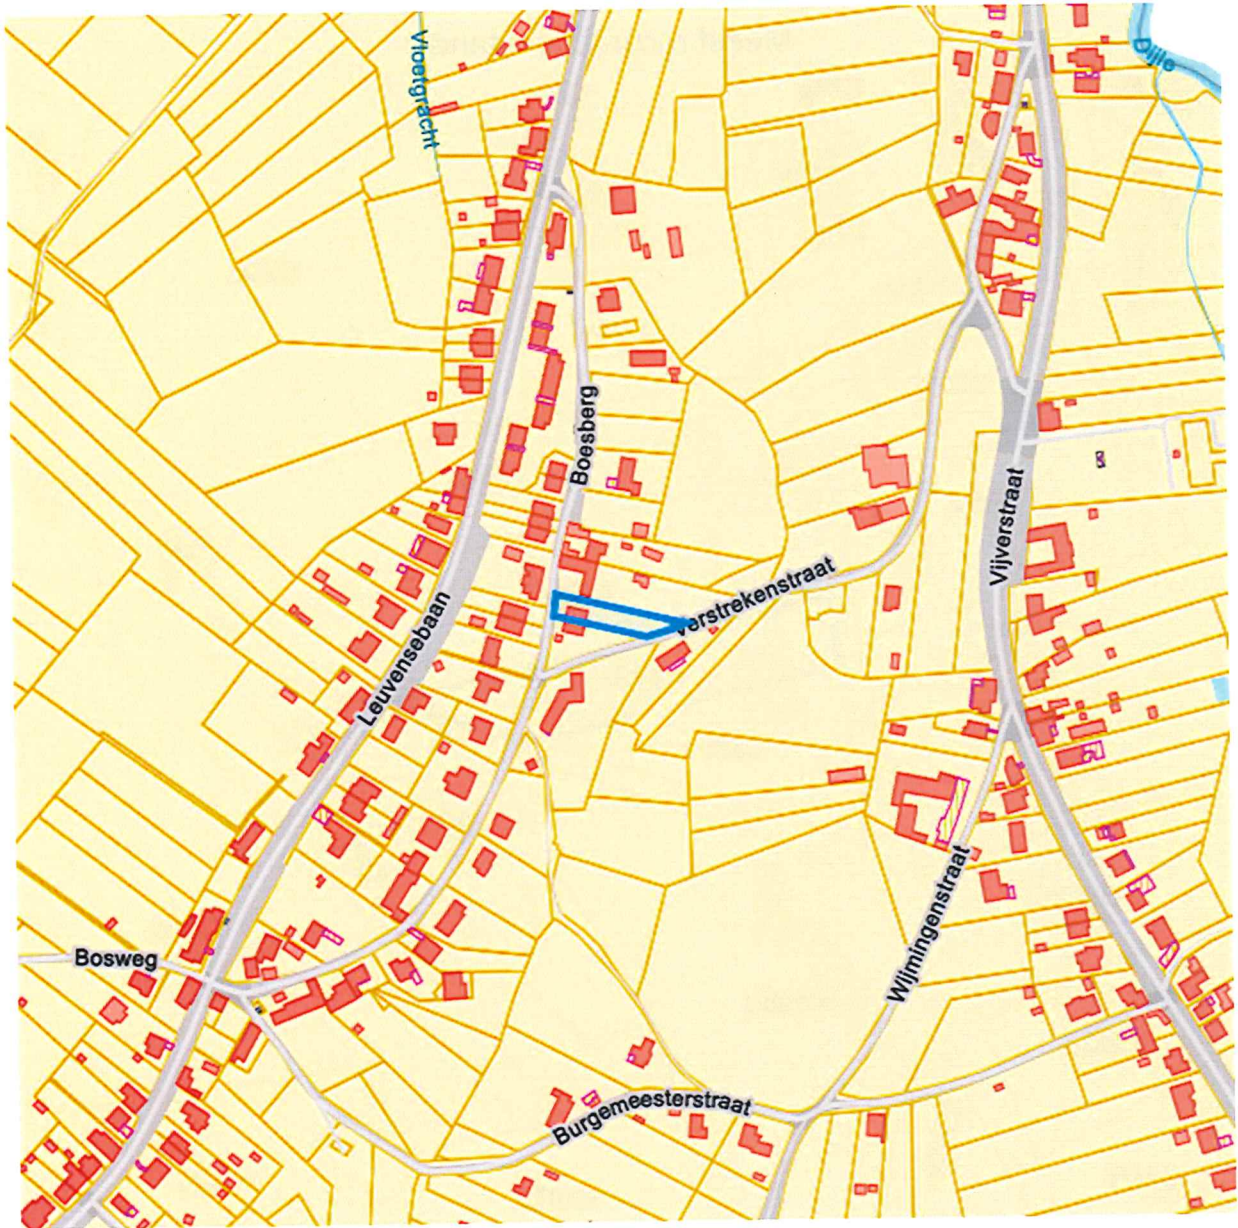 Dijle
Vloetgracht
Boesberg
Vijverstraat
Verstrekenstraat
Leuvensebaan
Wijmingenstraat
Bosweg
Burgemeesterstraat